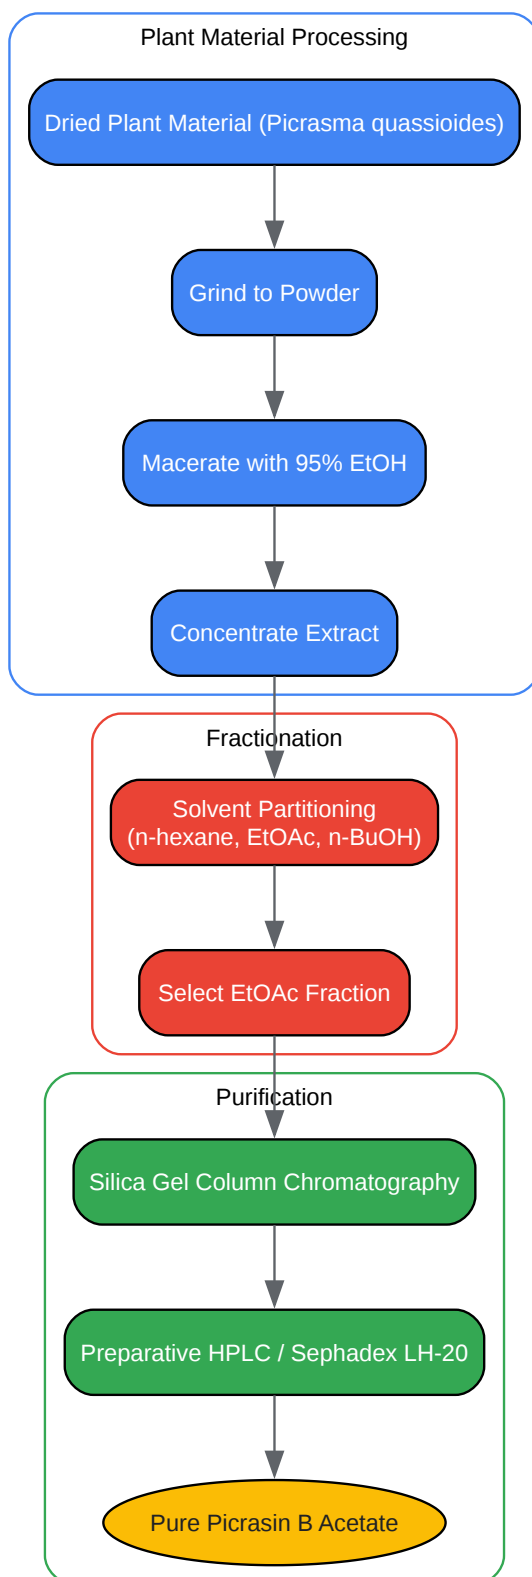 Plant Material Processing
Dried Plant Material (Picrasma quassioides)
Grind to Powder
Macerate with 95% EtOH
Concentrate Extract
Fractionation
Solvent Partitioning
(n-hexane, EtOAc, n-BuOH)
Select EtOAc Fraction
Purification
Silica Gel Column Chromatography
Preparative HPLC / Sephadex LH-20
Pure Picrasin B Acetate